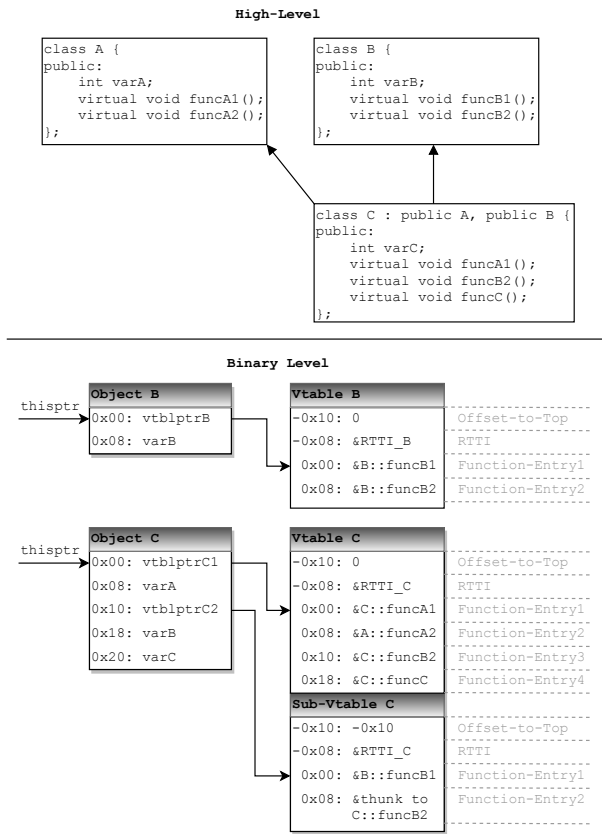 High-Level
class A {
public:
    int varA;
    virtual void funcA1();
    virtual void funcA2();
};
class B {
public:
    int varB;
    virtual void funcB1();
    virtual void funcB2();
};
class C : public A, public B {
public:
    int varC;
    virtual void funcA1();
    virtual void funcB2();
    virtual void funcC();
};
Binary Level
thisptr
Object B
0x00: vtblptrB
0x08: varB
Vtable B
-0x10: 0 Offset-to-Top
-0x08: &RTTI_B RTTI
0x00: &B::funcB1 Function-Entry1
0x08: &B::funcB2 Function-Entry2
thisptr
Object C
0x00: vtblptrC1
0x08: varA
0x10: vtblptrC2
0x18: varB
0x20: varC
Vtable C
-0x10: 0 Offset-to-Top
-0x08: &RTTI_C RTTI
0x00: &C::funcA1 Function-Entry1
0x08: &A::funcA2 Function-Entry2
0x10: &C::funcB2 Function-Entry3
0x18: &C::funcC Function-Entry4
Sub-Vtable C
-0x10: -0x10 Offset-to-Top
-0x08: &RTTI_C RTTI
0x00: &B::funcB1 Function-Entry1
0x08: &thunk to Function-Entry2
C::funcB2